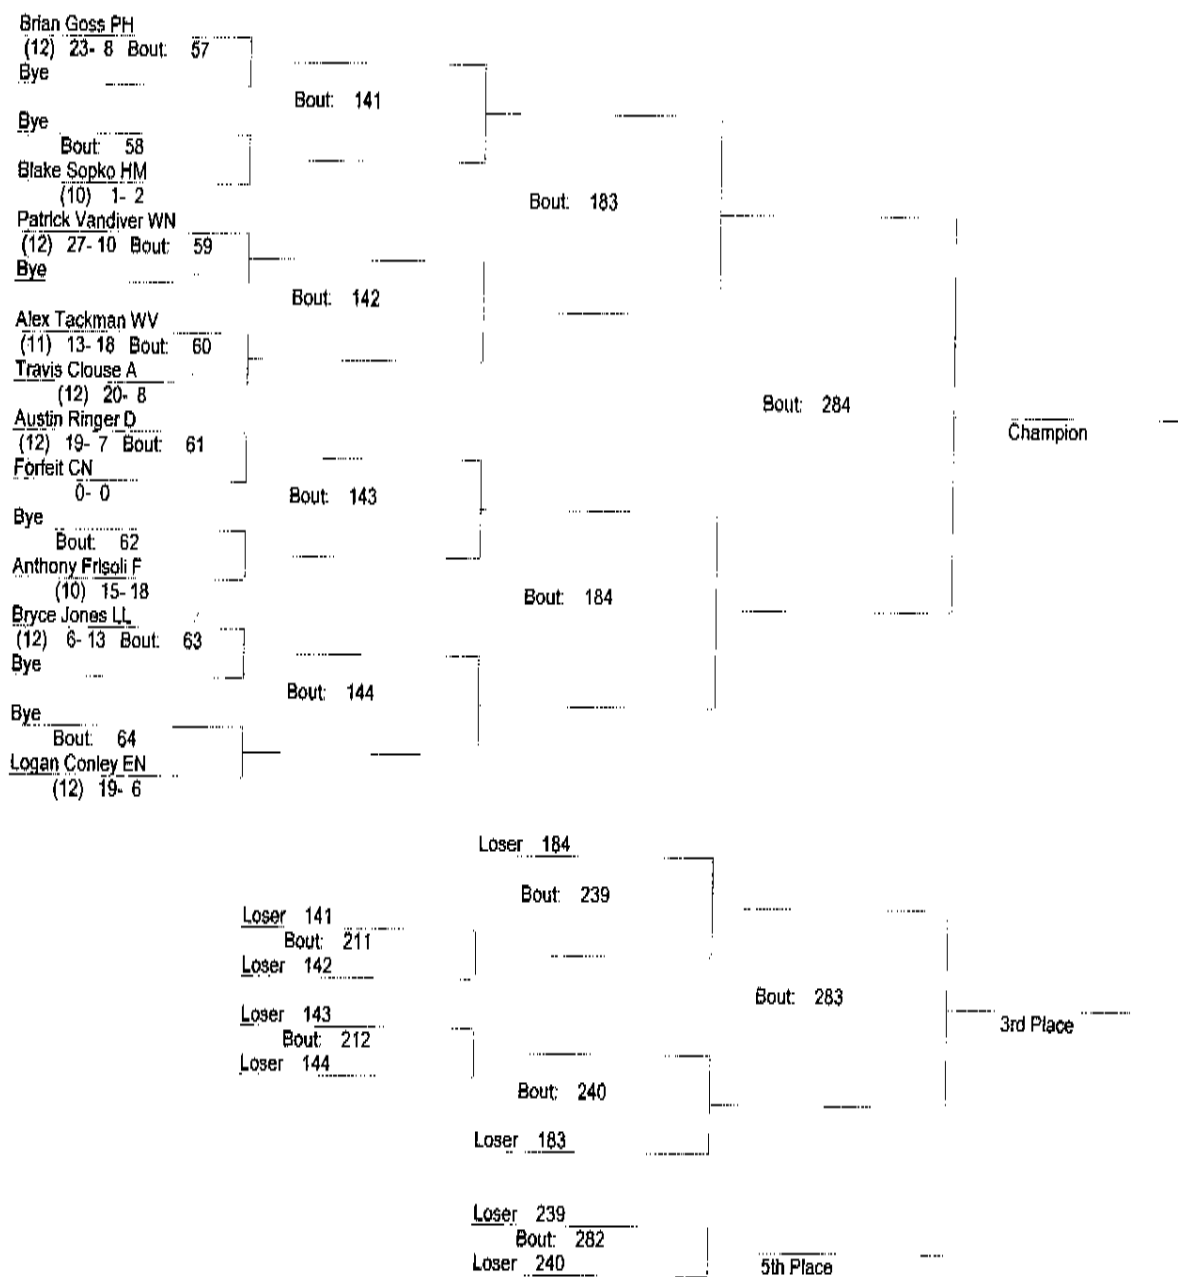 Brian Goss PH
(12) 23- 8 Bout: 57
Bye
Bout: 141
Bye
Bout: 58
Blake Sopko HM
(10) 1- 2
Bout: 183
Patrick Vandiver WN
(12) 27- 10 Bout: 59
Bye
Bout: 142
Alex Tackman WV
(11) 13- 18 Bout: 60
Travis Clouse A
(12) 20- 8
Bout: 284
Champion
Austin Ringer D
(12) 19- 7 Bout: 61
Forfeit CN
0- 0
Bout: 143
Bye
Bout: 62
Anthony Frisoli F
(10) 15- 18
Bout: 184
Bryce Jones LL
(12) 6- 13 Bout: 63
Bye
Bout: 144
Bye
Bout: 64
Logan Conley EN
(12) 19- 6
Loser 184
Bout: 239
Loser 141
Bout: 211
Loser 142
Bout: 283
Loser 143
Bout: 212
Loser 144
3rd Place
Bout: 240
Loser 183
Loser 239
Bout: 282
Loser 240
5th Place